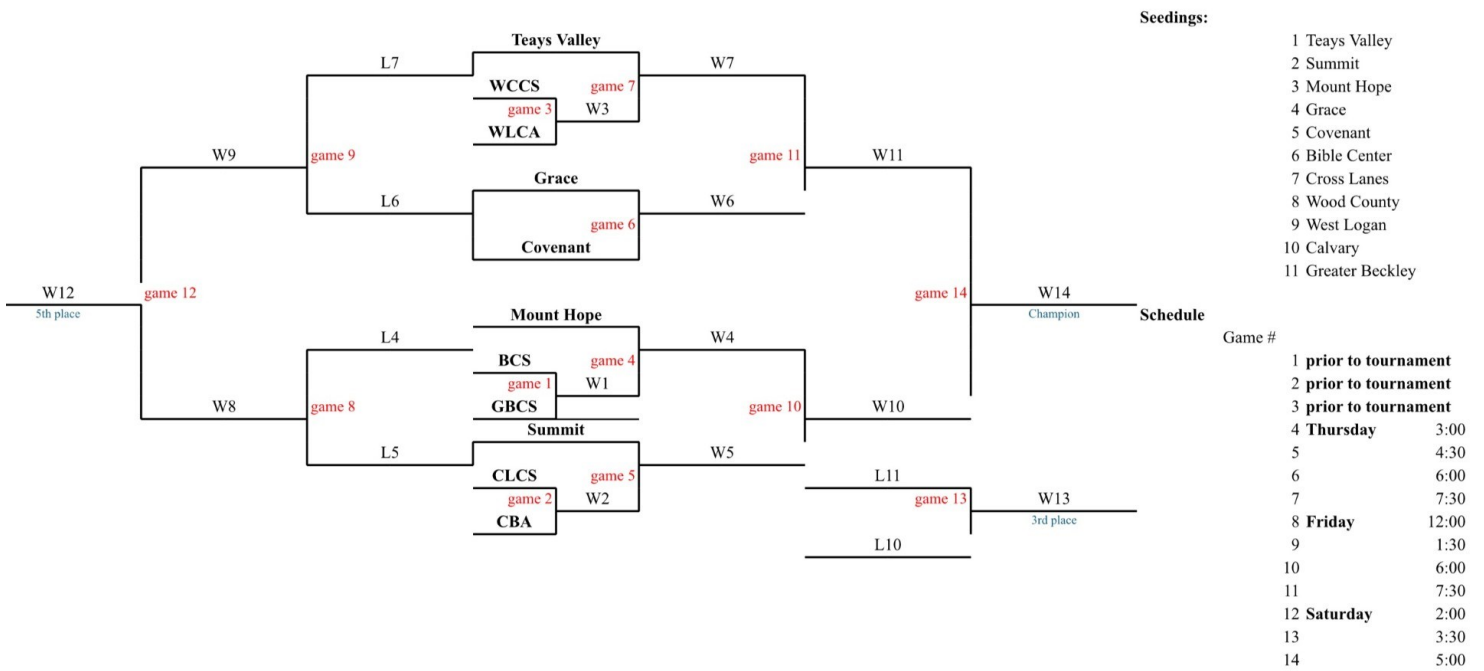 Seedings:
1 Teays Valley
2 Summit
3 Mount Hope
4 Grace
5 Covenant
6 Bible Center
7 Cross Lanes
8 Wood County
9 West Logan
10 Calvary
11 Greater Beckley
Teays Valley
L7
W7
WCCS
game 7
game 3
W3
WLCA
W9
game 9
game 11
W11
Grace
L6
W6
game 6
Covenant
W12
game 12
5th place
game 14
W14
Champion
Mount Hope
L4
W4
BCS
game 4
game 1
W1
GBCS
W8
game 8
game 10
W10
Summit
L5
W5
CLCS
game 5
game 2
W2
CBA
L11
game 13
W13
3rd place
L10
Schedule
Game #
1 prior to tournament
2 prior to tournament
3 prior to tournament
4 Thursday 3:00
5 4:30
6 6:00
7 7:30
8 Friday 12:00
9 1:30
10 6:00
11 7:30
12 Saturday 2:00
13 3:30
14 5:00